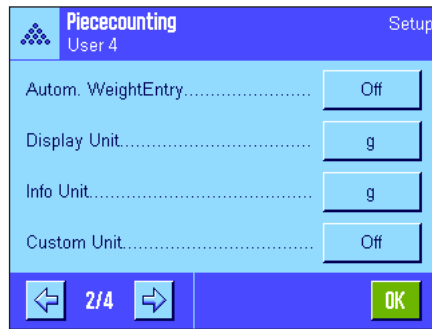 Piececounting
Setup
User 4
Autom. WeightEntry....................... Off
Display Unit....................................... g
Info Unit............................................. g
Custom Unit...................................... Off
2/4
OK